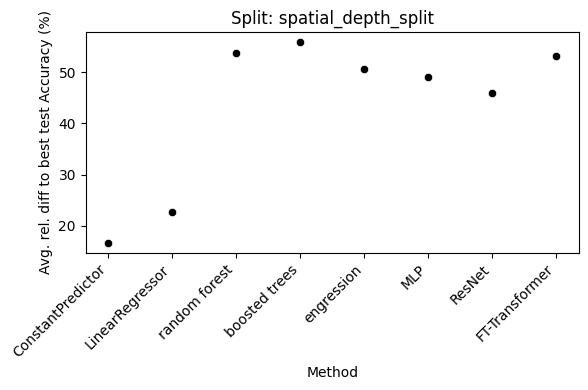 Split: spatial_depth_split
Avg. rel. diff to best test Accuracy (%)
50
40
30
20
ConstantPredictor
LinearRegressor
random forest
boosted trees
engression
MLP
ResNet
FT-Transformer
Method